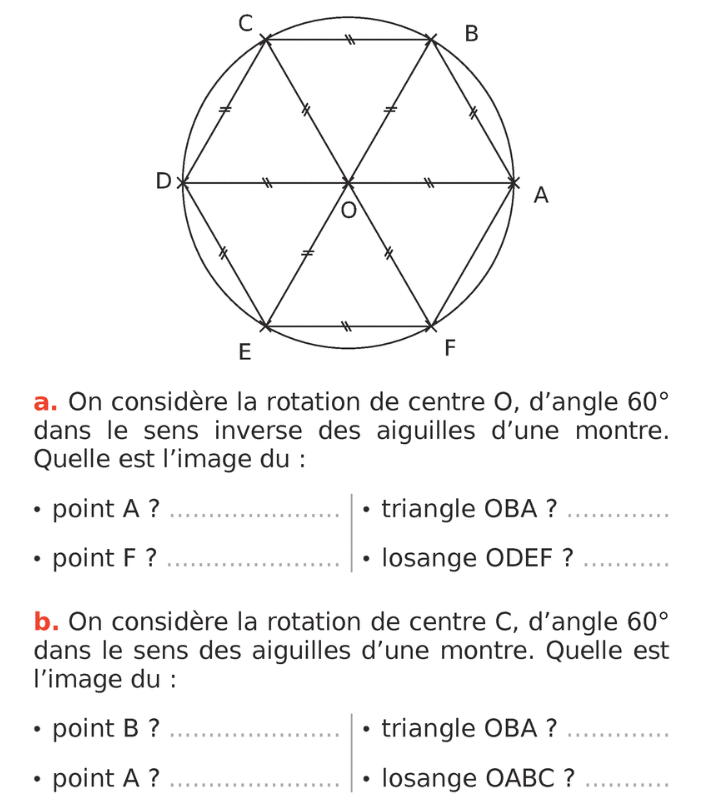 C
B
D
O
A
E
F
a. On considère la rotation de centre O, d'angle 60°
dans le sens inverse des aiguilles d'une montre.
Quelle est l'image du :
• point A ? ......................
• triangle OBA ? .............
• point F ? ......................
• losange ODEF ? ...........
b. On considère la rotation de centre C, d'angle 60°
dans le sens des aiguilles d'une montre. Quelle est
l'image du :
• point B ? ......................
• triangle OBA ? .............
• point A ? ......................
• losange OABC ? ...........